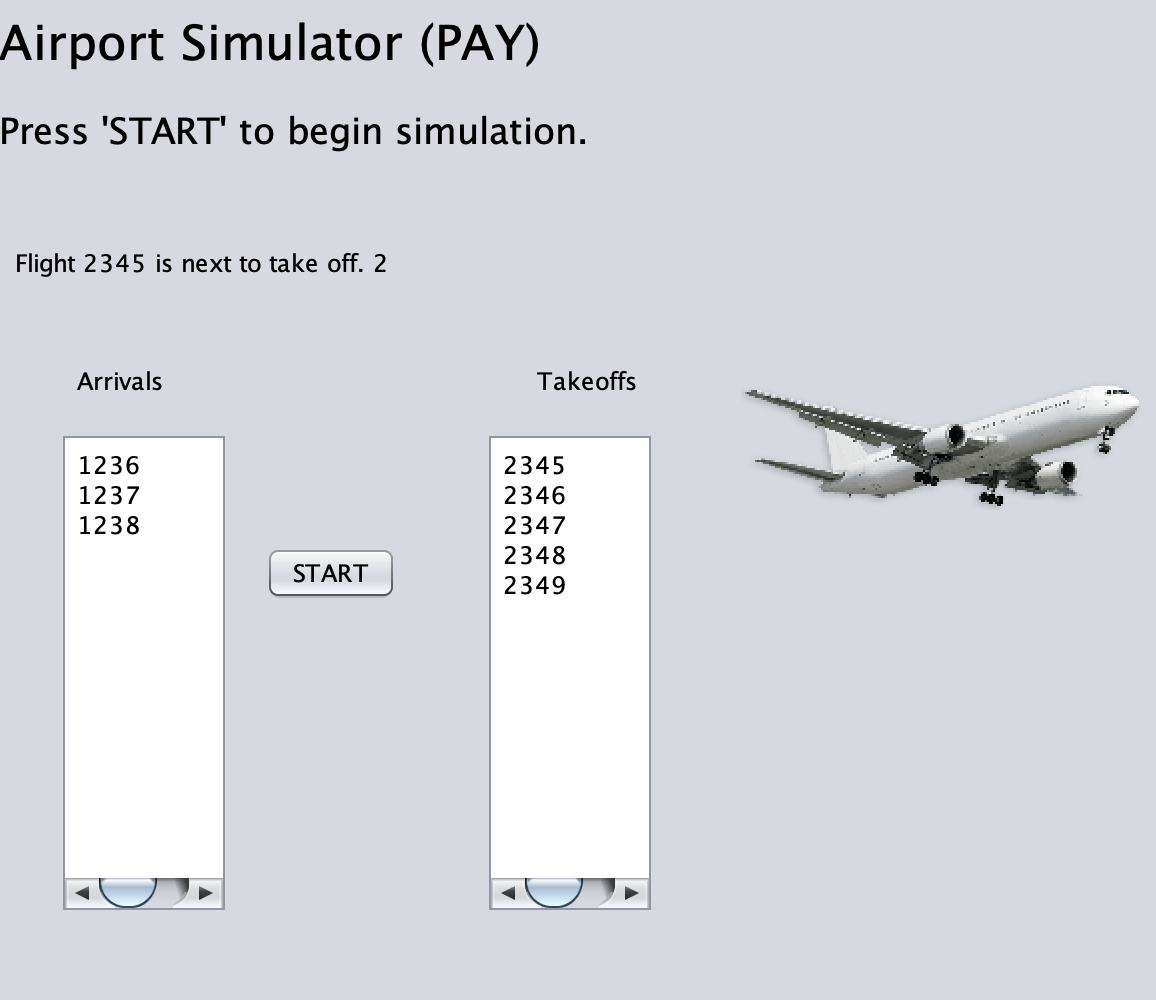 Airport Simulator (PAY)
Press 'START' to begin simulation.
Flight 2345 is next to take off. 2
Arrivals
1236
1237
1238
START
Takeoffs
2345
2346
2347
2348
2349